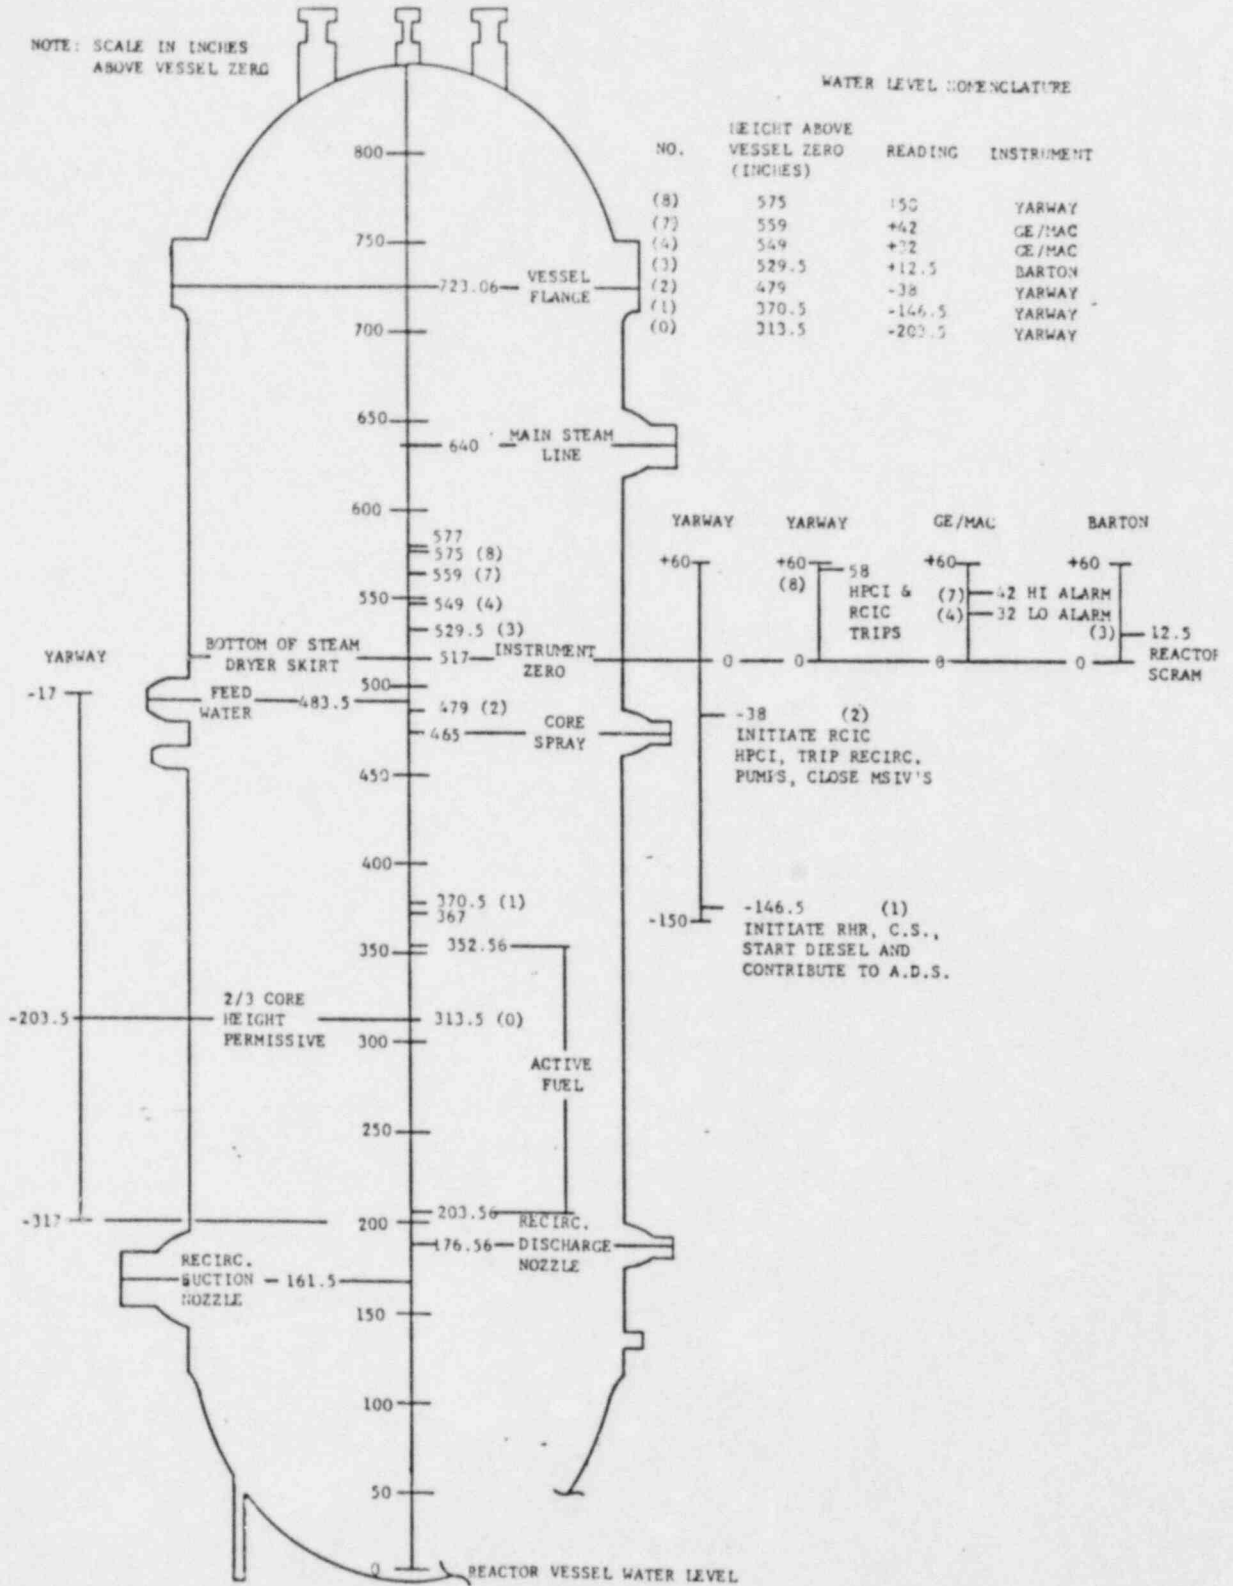 NOTE: SCALE IN INCHES
ABOVE VESSEL ZERO
WATER LEVEL NOMENCLATURE
NO. HEIGHT ABOVE VESSEL ZERO (INCHES) READING INSTRUMENT
(8) 575 YARWAY
(7) 559 +42 GE/MAC
(4) 549 +32 GE/MAC
(3) 529.5 +12.5 BARTON
(2) 479 -38 YARWAY
(1) 370.5 -146.5 YARWAY
(0) 313.5 -203.5 YARWAY
800
750
723.06 VESSEL
FLANGE
700
650
640 MAIN STEAM
LINE
600
577
575 (8)
559 (7)
550
549 (4)
529.5 (3)
BOTTOM OF STEAM
DRYER SKIRT
517 INSTRUMENT
ZERO
500
FEED
WATER 483.5
479 (2)
465 CORE
SPRAY
450
400
370.5 (1)
367
350
352.56
2/3 CORE
HEIGHT
PERMISSIVE
313.5 (0)
300
ACTIVE
FUEL
250
203.56
200
RECIRC.
DISCHARGE
NOZZLE
176.56
RECIRC.
SUCTION
NOZZLE
161.5
150
100
50
0
REACTOR VESSEL WATER LEVEL
YARWAY
-17
-203.5
-317
YARWAY
+60
0
-38 (2)
INITIATE RCIC
HPCI, TRIP RECIRC.
PUMPS, CLOSE MSIV'S
-146.5 (1)
-150
INITIATE RHR, C.S.,
START DIESEL AND
CONTRIBUTE TO A.D.S.
YARWAY
+60
(8)
58
HPCI &
RCIC
TRIPS
0
GE/MAC
+60
(7) 42 HI ALARM
(4) 32 LO ALARM
0
BARTON
+60
(3) 12.5
REACTOR
SCRAM
0